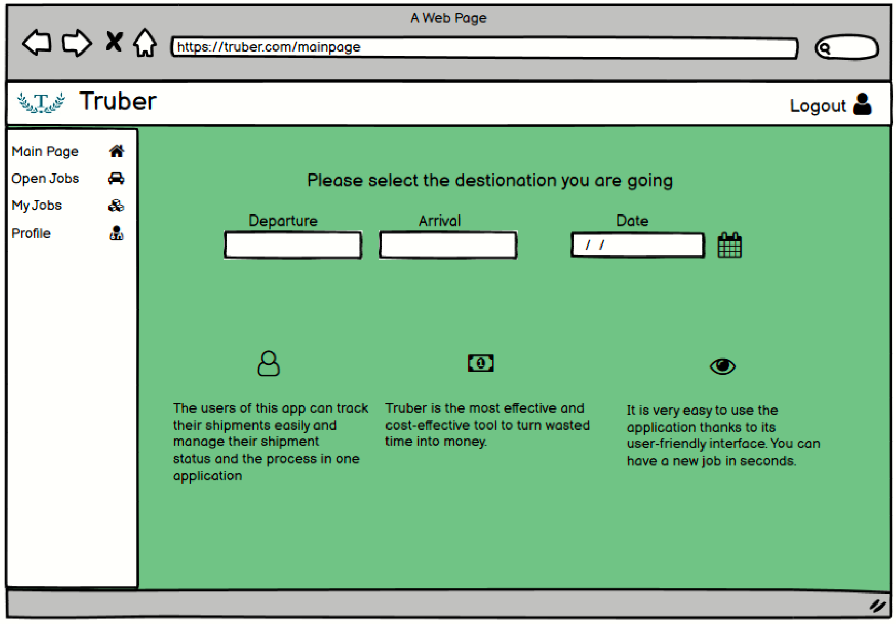 A Web Page
https://truber.com/mainpage
T
Truber
Logout
Main Page
Open Jobs
My Jobs
Profile
Please select the destionation you are going
Departure
Arrival
Date
/ /
The users of this app can track
their shipments easily and
manage their shipment
status and the process in one
application
Truber is the most effective and
cost-effective tool to turn wasted
time into money.
It is very easy to use the
application thanks to its
user-friendly interface. You can
have a new job in seconds.